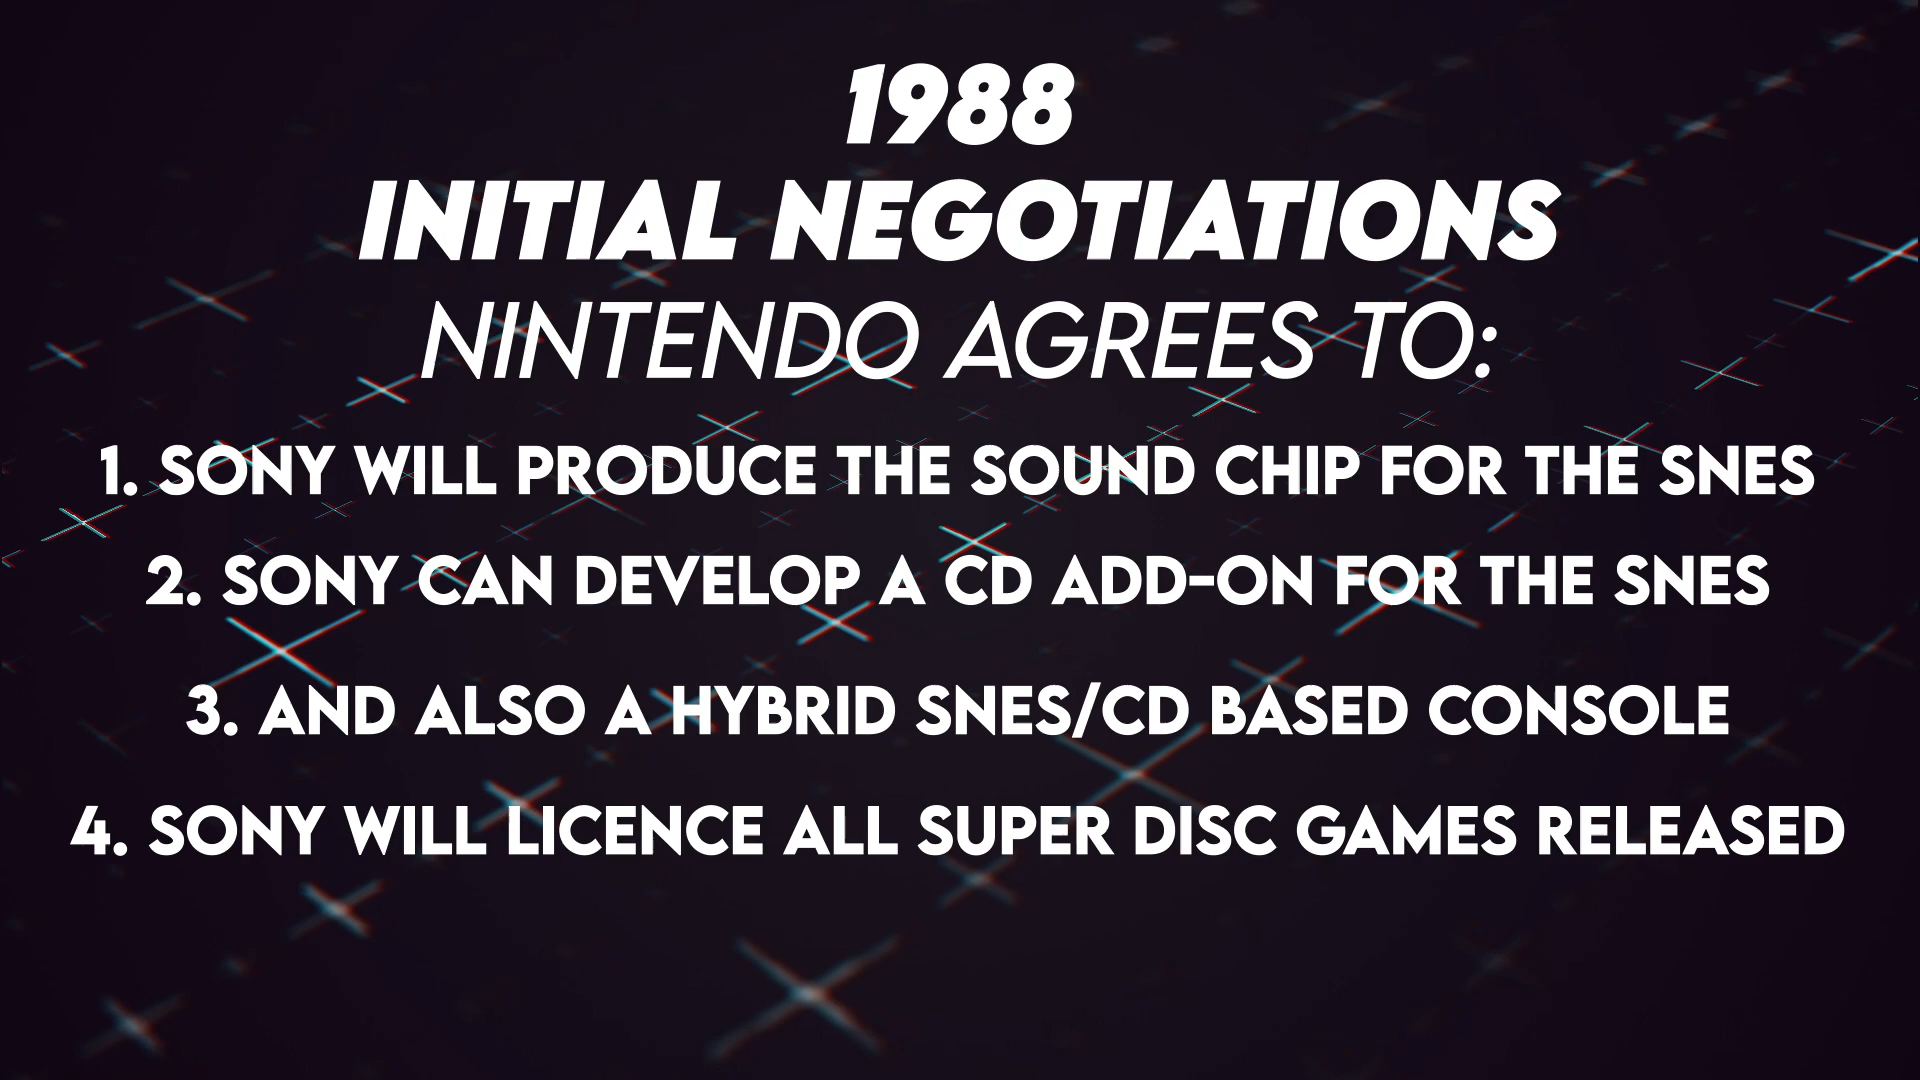 1988
INITIAL NEGOTIATIONS
NINTENDO AGREES TO:
1. SONY WILL PRODUCE THE SOUND CHIP FOR THE SNES
2. SONY CAN DEVELOP A CD ADD-ON FOR THE SNES
3. AND ALSO A HYBRID SNES/CD BASED CONSOLE
4. SONY WILL LICENCE ALL SUPER DISC GAMES RELEASED